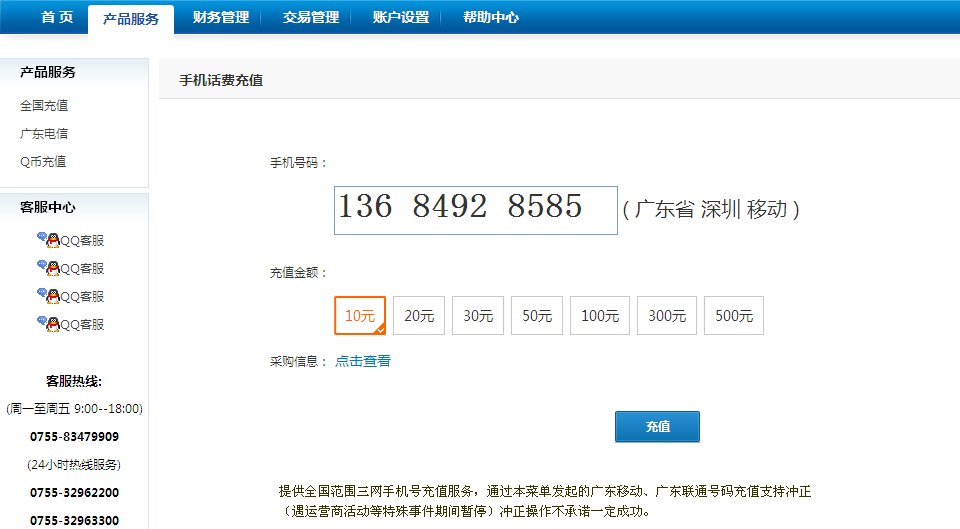 首 页 产品服务 财务管理 交易管理 账户设置 帮助中心
产品服务
全国充值
广东电信
Q币充值
客服中心
QQ客服
QQ客服
QQ客服
QQ客服
客服热线:
(周一至周五 9:00--18:00)
0755-83479909
(24小时热线服务)
0755-32962200
0755-32963300
手机话费充值
手机号码：
136 8492 8585 ( 广东省 深圳 移动 )
充值金额：
10元 20元 30元 50元 100元 300元 500元
采购信息： 点击查看
充值
提供全国范围三网手机号充值服务，通过本菜单发起的广东移动、广东联通号码充值支持冲正
（遇运营商活动等特殊事件期间暂停）冲正操作不承诺一定成功。